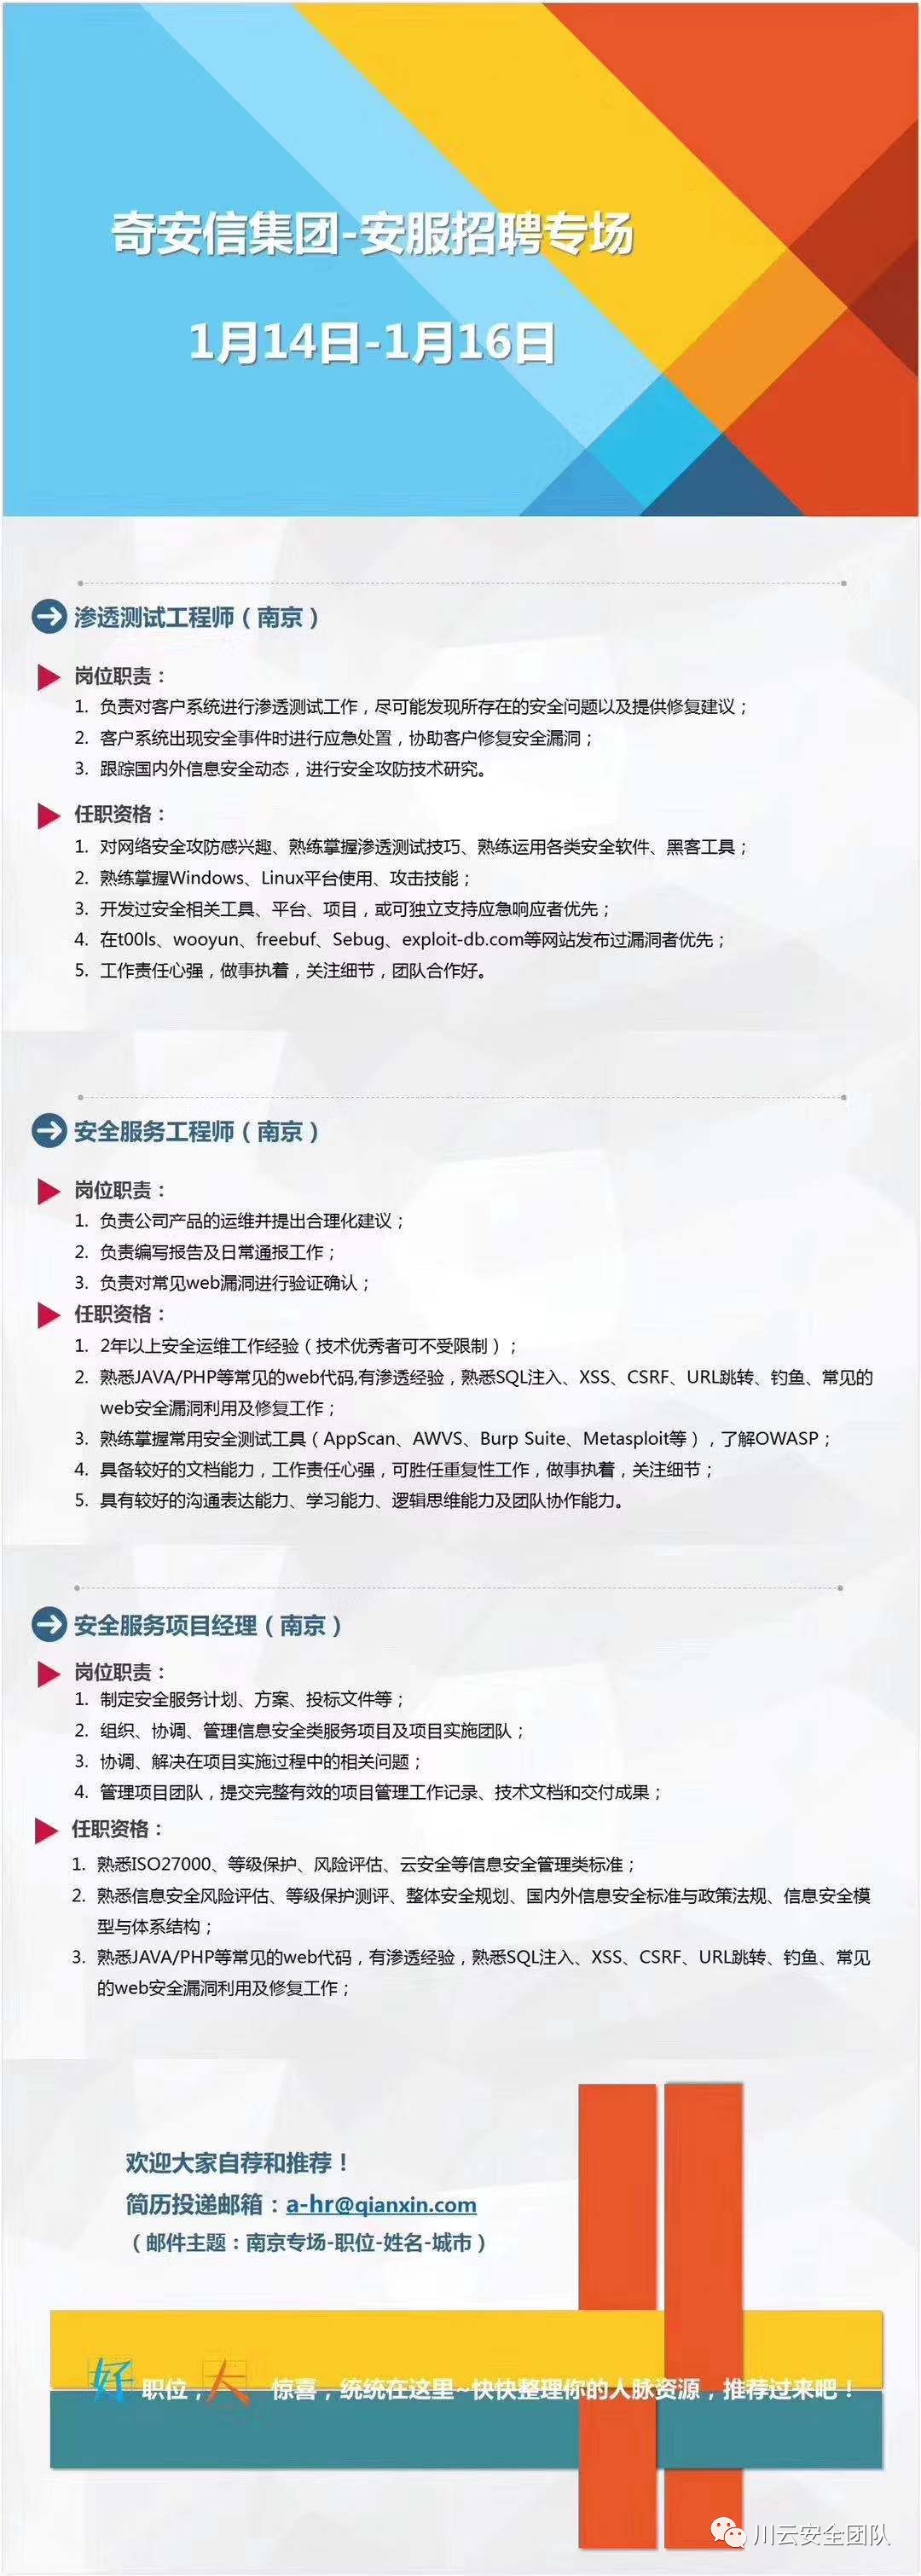 奇安信集团-安服招聘专场
1月14日-1月16日
渗透测试工程师（南京）
岗位职责：
1. 负责对客户系统进行渗透测试工作，尽可能发现所存在的安全问题以及提供修复建议；
2. 客户系统出现安全事件时进行应急处置，协助客户修复安全漏洞；
3. 跟踪国内外信息安全动态，进行安全攻防技术研究。
任职资格：
1. 对网络安全攻防感兴趣、熟练掌握渗透测试技巧、熟练运用各类安全软件、黑客工具；
2. 熟练掌握Windows、Linux平台使用、攻击技能；
3. 开发过安全相关工具、平台、项目，或可独立支持应急响应者优先；
4. 在t00ls、wooyun、freebuf、Sebug、exploit-db.com等网站发布过漏洞者优先；
5. 工作责任心强，做事执着，关注细节，团队合作好。
安全服务工程师（南京）
岗位职责：
1. 负责公司产品的运维并提出合理化建议；
2. 负责编写报告及日常通报工作；
3. 负责对常见web漏洞进行验证确认；
任职资格：
1. 2年以上安全运维工作经验（技术优秀者可不受限制）；
2. 熟悉JAVA/PHP等常见的web代码,有渗透经验，熟悉SQL注入、XSS、CSRF、URL跳转、钓鱼、常见的
web安全漏洞利用及修复工作；
3. 熟练掌握常用安全测试工具（AppScan、AWVS、Burp Suite、Metasploit等），了解OWASP；
4. 具备较好的文档能力，工作责任心强，可胜任重复性工作，做事执着，关注细节；
5. 具有较好的沟通表达能力、学习能力、逻辑思维能力及团队协作能力。
安全服务项目经理（南京）
岗位职责：
1. 制定安全服务计划、方案、投标文件等；
2. 组织、协调、管理信息安全类服务项目及项目实施团队；
3. 协调、解决在项目实施过程中的相关问题；
4. 管理项目团队，提交完整有效的项目管理工作记录、技术文档和交付成果；
任职资格：
1. 熟悉ISO27000、等级保护、风险评估、云安全等信息安全管理类标准；
2. 熟悉信息安全风险评估、等级保护测评、整体安全规划、国内外信息安全标准与政策法规、信息安全模
型与体系结构；
3. 熟悉JAVA/PHP等常见的web代码，有渗透经验，熟悉SQL注入、XSS、CSRF、URL跳转、钓鱼、常见
的web安全漏洞利用及修复工作；
欢迎大家自荐和推荐！
简历投递邮箱：a-hr@qianxin.com
（邮件主题：南京专场-职位-姓名-城市）
好职位，大惊喜，统统在这里~快快整理你的人脉资源，推荐过来吧！
川云安全团队